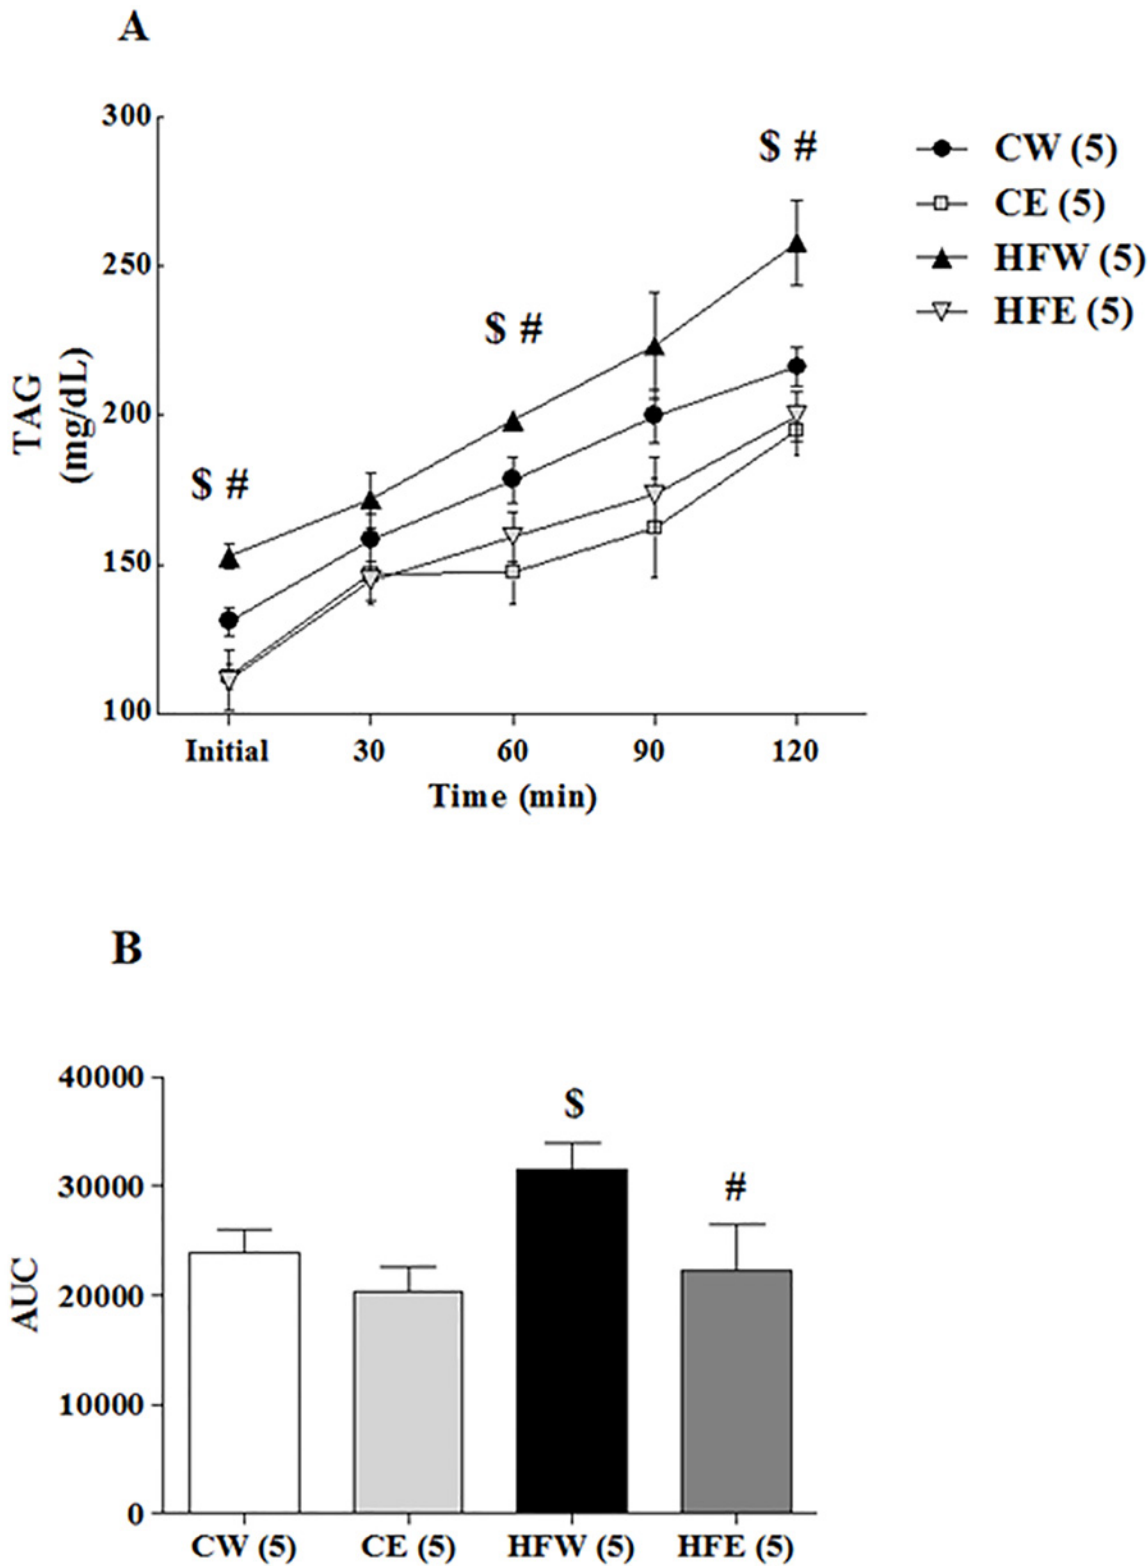 A
300
250
200
150
100
TAG
(mg/dL)
$ #
$ #
$ #
CW (5)
CE (5)
HFW (5)
HFE (5)
Initial 30 60 90 120
Time (min)
B
40000
30000
20000
10000
0
AUC
$
#
CW (5) CE (5) HFW (5) HFE (5)